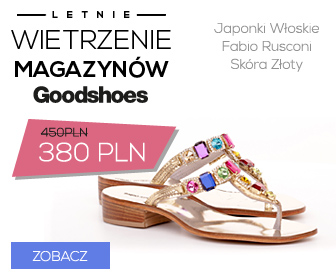 LETNIE
WIETRZENIE
MAGAZYNÓW
Goodshoes
450PLN
380 PLN
ZOBACZ
Japonki Włoskie
Fabio Rusconi
Skóra Złoty